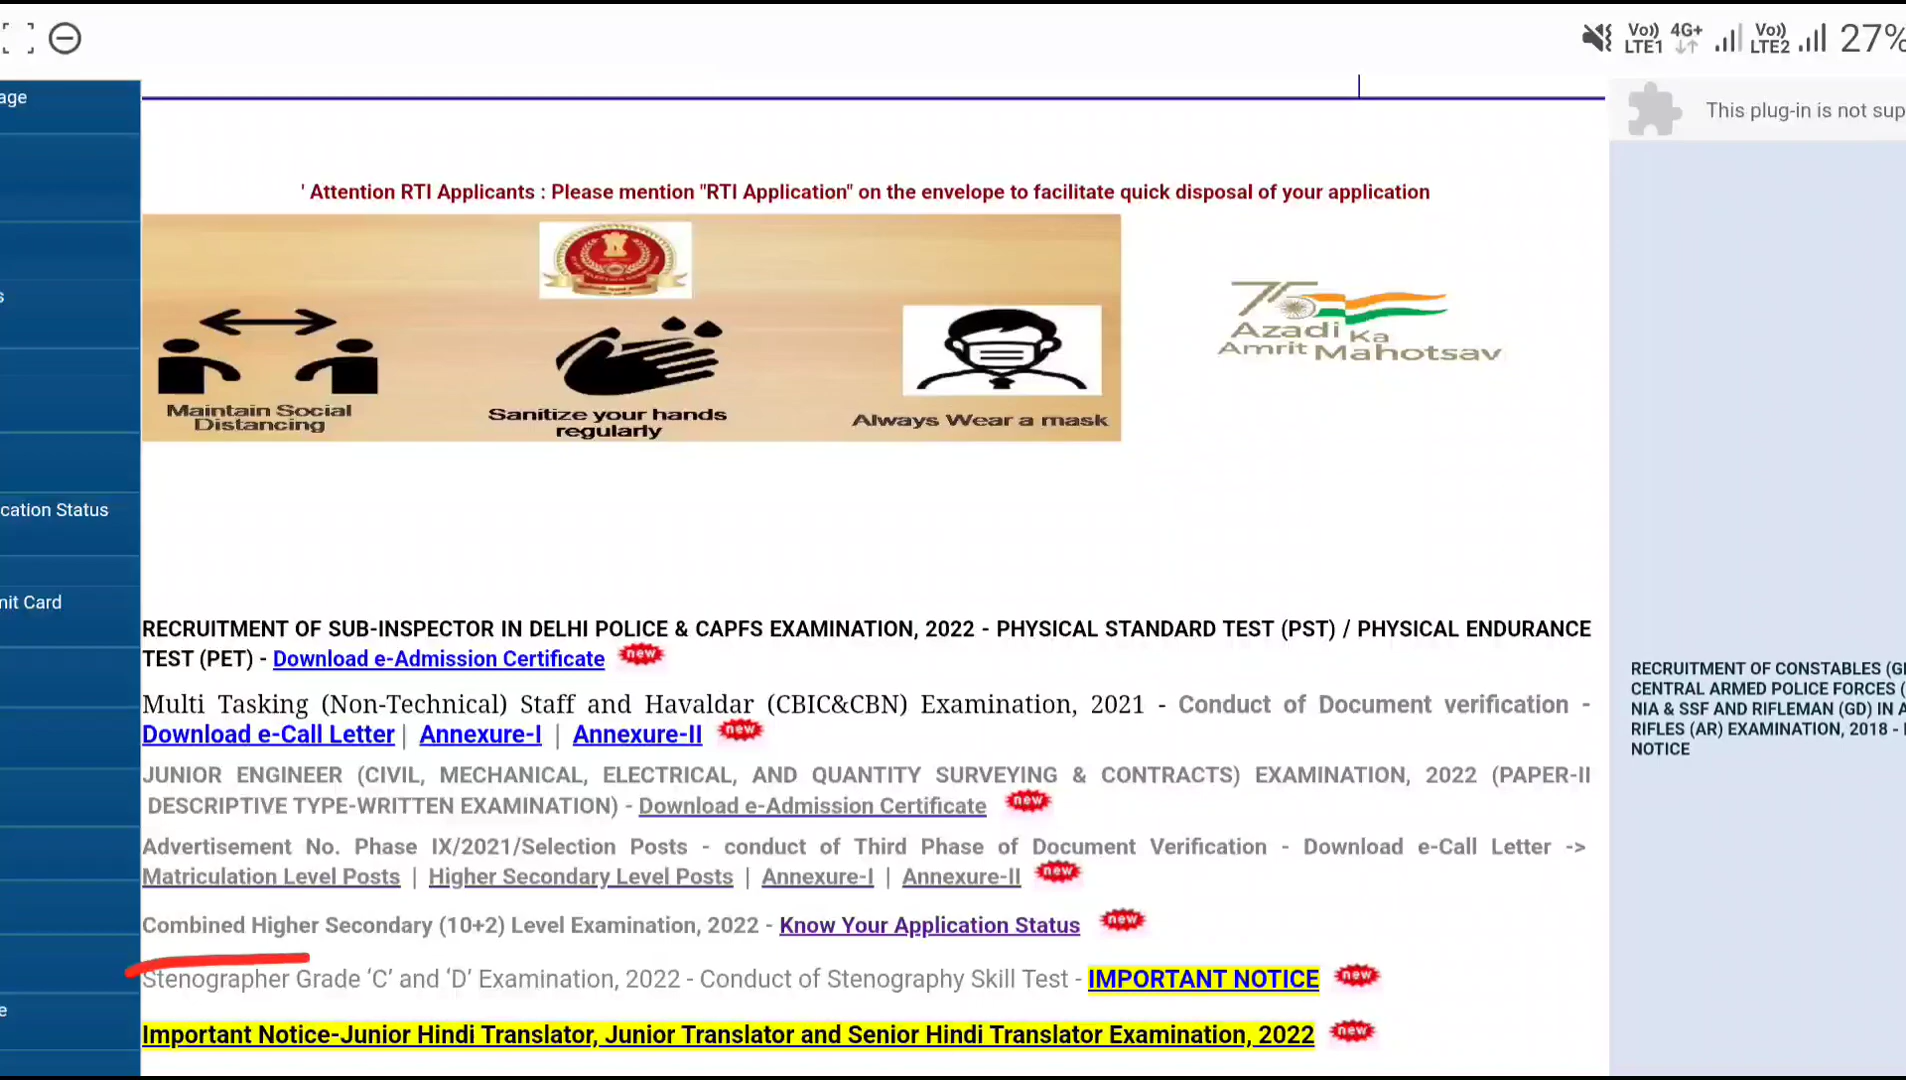 Vo)) LTE1 4G+ Vo)) LTE2 27%
age
This plug-in is not sup
' Attention RTI Applicants : Please mention "RTI Application" on the envelope to facilitate quick disposal of your application
75
Azadi Ka
Amrit Mahotsav
Maintain Social
Distancing
Sanitize your hands
regularly
Always Wear a mask
s
cation Status
mit Card
RECRUITMENT OF SUB-INSPECTOR IN DELHI POLICE & CAPFS EXAMINATION, 2022 - PHYSICAL STANDARD TEST (PST) / PHYSICAL ENDURANCE
TEST (PET) - Download e-Admission Certificate new
Multi Tasking (Non-Technical) Staff and Havaldar (CBIC&CBN) Examination, 2021 - Conduct of Document verification -
Download e-Call Letter | Annexure-I | Annexure-II new
JUNIOR ENGINEER (CIVIL, MECHANICAL, ELECTRICAL, AND QUANTITY SURVEYING & CONTRACTS) EXAMINATION, 2022 (PAPER-II
DESCRIPTIVE TYPE-WRITTEN EXAMINATION) - Download e-Admission Certificate new
Advertisement No. Phase IX/2021/Selection Posts - conduct of Third Phase of Document Verification - Download e-Call Letter ->
Matriculation Level Posts | Higher Secondary Level Posts | Annexure-I | Annexure-II new
Combined Higher Secondary (10+2) Level Examination, 2022 - Know Your Application Status new
Stenographer Grade ‘C’ and ‘D’ Examination, 2022 - Conduct of Stenography Skill Test - IMPORTANT NOTICE new
Important Notice-Junior Hindi Translator, Junior Translator and Senior Hindi Translator Examination, 2022 new
e
RECRUITMENT OF CONSTABLES (G
CENTRAL ARMED POLICE FORCES (
NIA & SSF AND RIFLEMAN (GD) IN A
RIFLES (AR) EXAMINATION, 2018 -
NOTICE